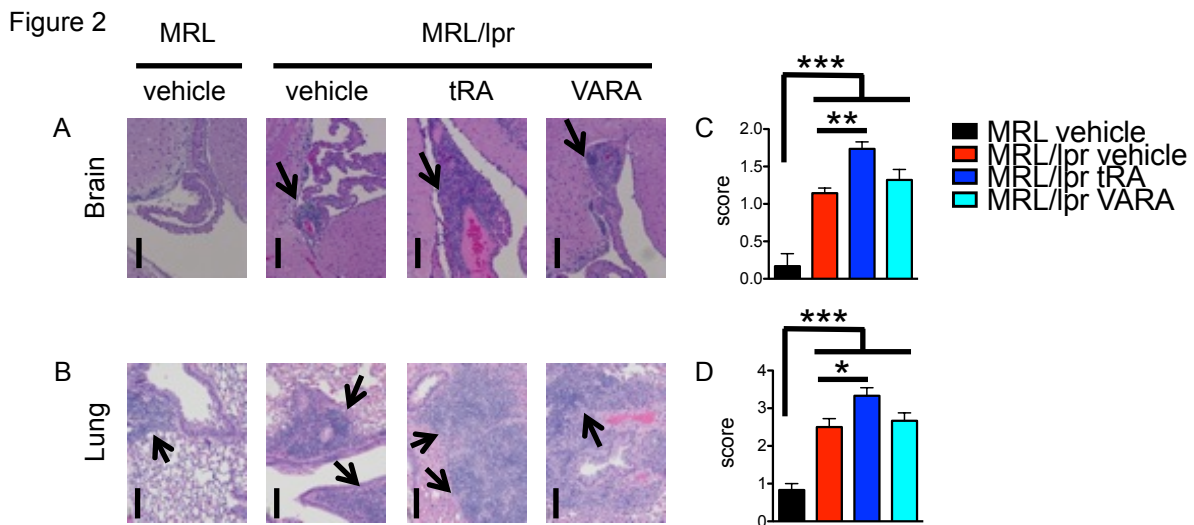 Figure 2
MRL
MRL/lpr
vehicle
vehicle
tRA
VARA
A
Brain
B
Lung
C
***
**
2.0
1.5
1.0
0.5
0.0
score
MRL vehicle
MRL/lpr vehicle
MRL/lpr tRA
MRL/lpr VARA
D
***
*
4
3
2
1
0
score